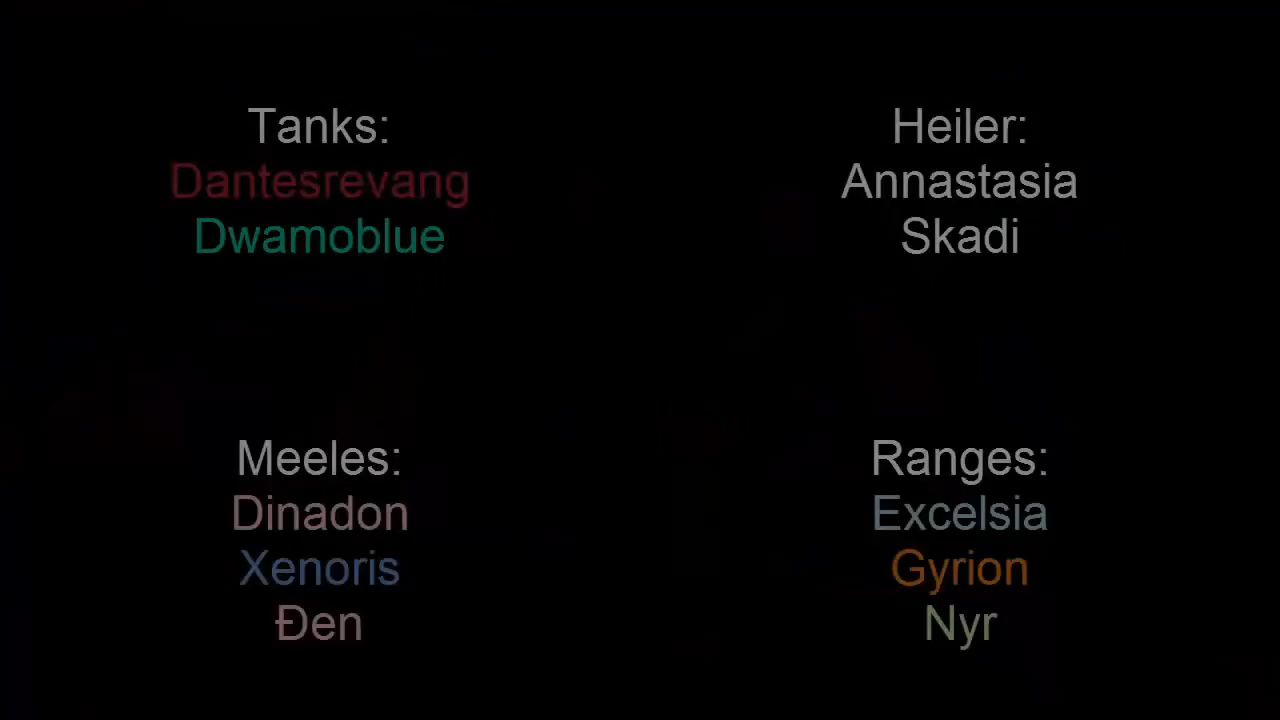 Tanks:
Dantesrevang
Dwamoblue
Heiler:
Annastasia
Skadi
Meeles:
Dinadon
Xenoris
Đen
Ranges:
Excelsia
Gyrion
Nyr